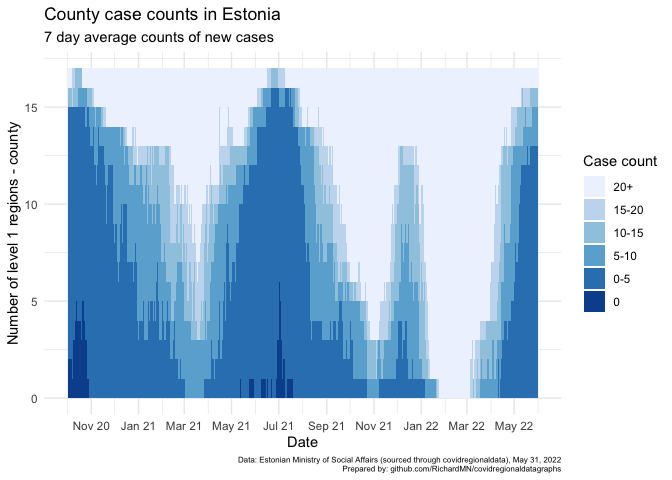 County case counts in Estonia
7 day average counts of new cases
Number of level 1 regions - county
15
10
5
0
Nov 20 Jan 21 Mar 21 May 21 Jul 21 Sep 21 Nov 21 Jan 22 Mar 22 May 22
Date
Case count
20+
15-20
10-15
5-10
0-5
0
Data: Estonian Ministry of Social Affairs (sourced through covidregionaldata), May 31, 2022
Prepared by: github.com/RichardMN/covidregionaldatagraphs